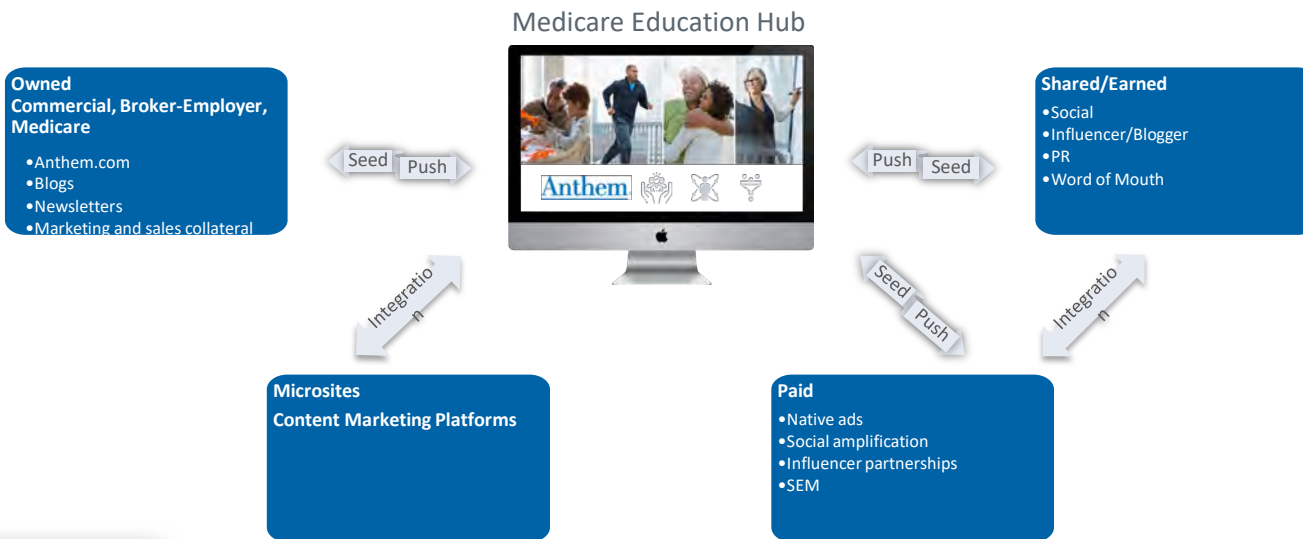 Medicare Education Hub
Owned
Commercial, Broker-Employer,
Medicare
•Anthem.com
•Blogs
•Newsletters
•Marketing and sales collateral
Seed
Push
Anthem
Push
Seed
Shared/Earned
•Social
•Influencer/Blogger
•PR
•Word of Mouth
Integratio
n
Seed
Push
Integratio
n
Microsites
Content Marketing Platforms
Paid
•Native ads
•Social amplification
•Influencer partnerships
•SEM